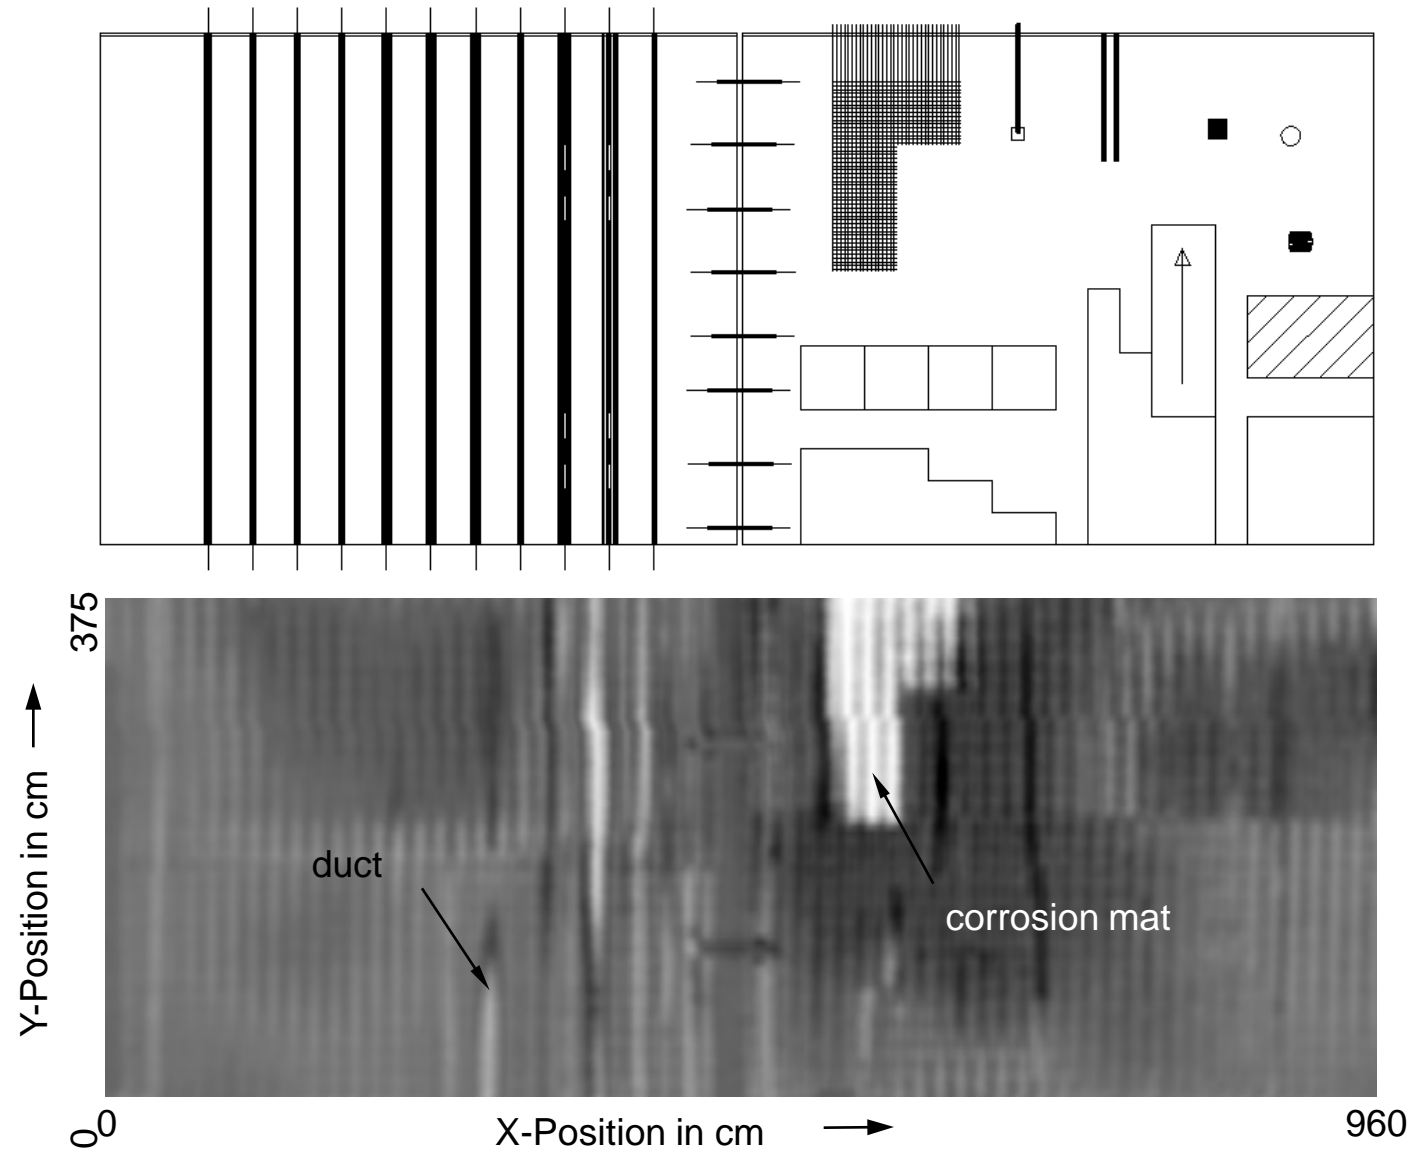 375
Y-Position in cm
duct
corrosion mat
0
0
X-Position in cm
960